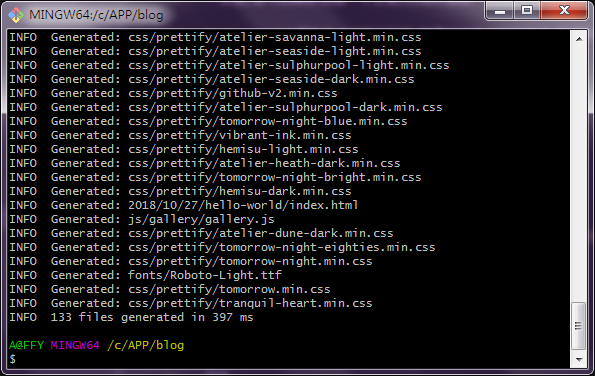 MINGW64:/c/APP/blog
INFO  Generated: css/prettify/atelier-savanna-light.min.css
INFO  Generated: css/prettify/atelier-seaside-light.min.css
INFO  Generated: css/prettify/atelier-sulphurpool-light.min.css
INFO  Generated: css/prettify/atelier-seaside-dark.min.css
INFO  Generated: css/prettify/github-v2.min.css
INFO  Generated: css/prettify/atelier-sulphurpool-dark.min.css
INFO  Generated: css/prettify/tomorrow-night-blue.min.css
INFO  Generated: css/prettify/vibrant-ink.min.css
INFO  Generated: css/prettify/hemisu-light.min.css
INFO  Generated: css/prettify/atelier-heath-dark.min.css
INFO  Generated: css/prettify/tomorrow-night-bright.min.css
INFO  Generated: css/prettify/hemisu-dark.min.css
INFO  Generated: 2018/10/27/hello-world/index.html
INFO  Generated: js/gallery/gallery.js
INFO  Generated: css/prettify/atelier-dune-dark.min.css
INFO  Generated: css/prettify/tomorrow-night-eighties.min.css
INFO  Generated: css/prettify/tomorrow-night.min.css
INFO  Generated: fonts/Roboto-Light.ttf
INFO  Generated: css/prettify/tomorrow.min.css
INFO  Generated: css/prettify/tranquil-heart.min.css
INFO  133 files generated in 397 ms
A@FFY MINGW64 /c/APP/blog
$